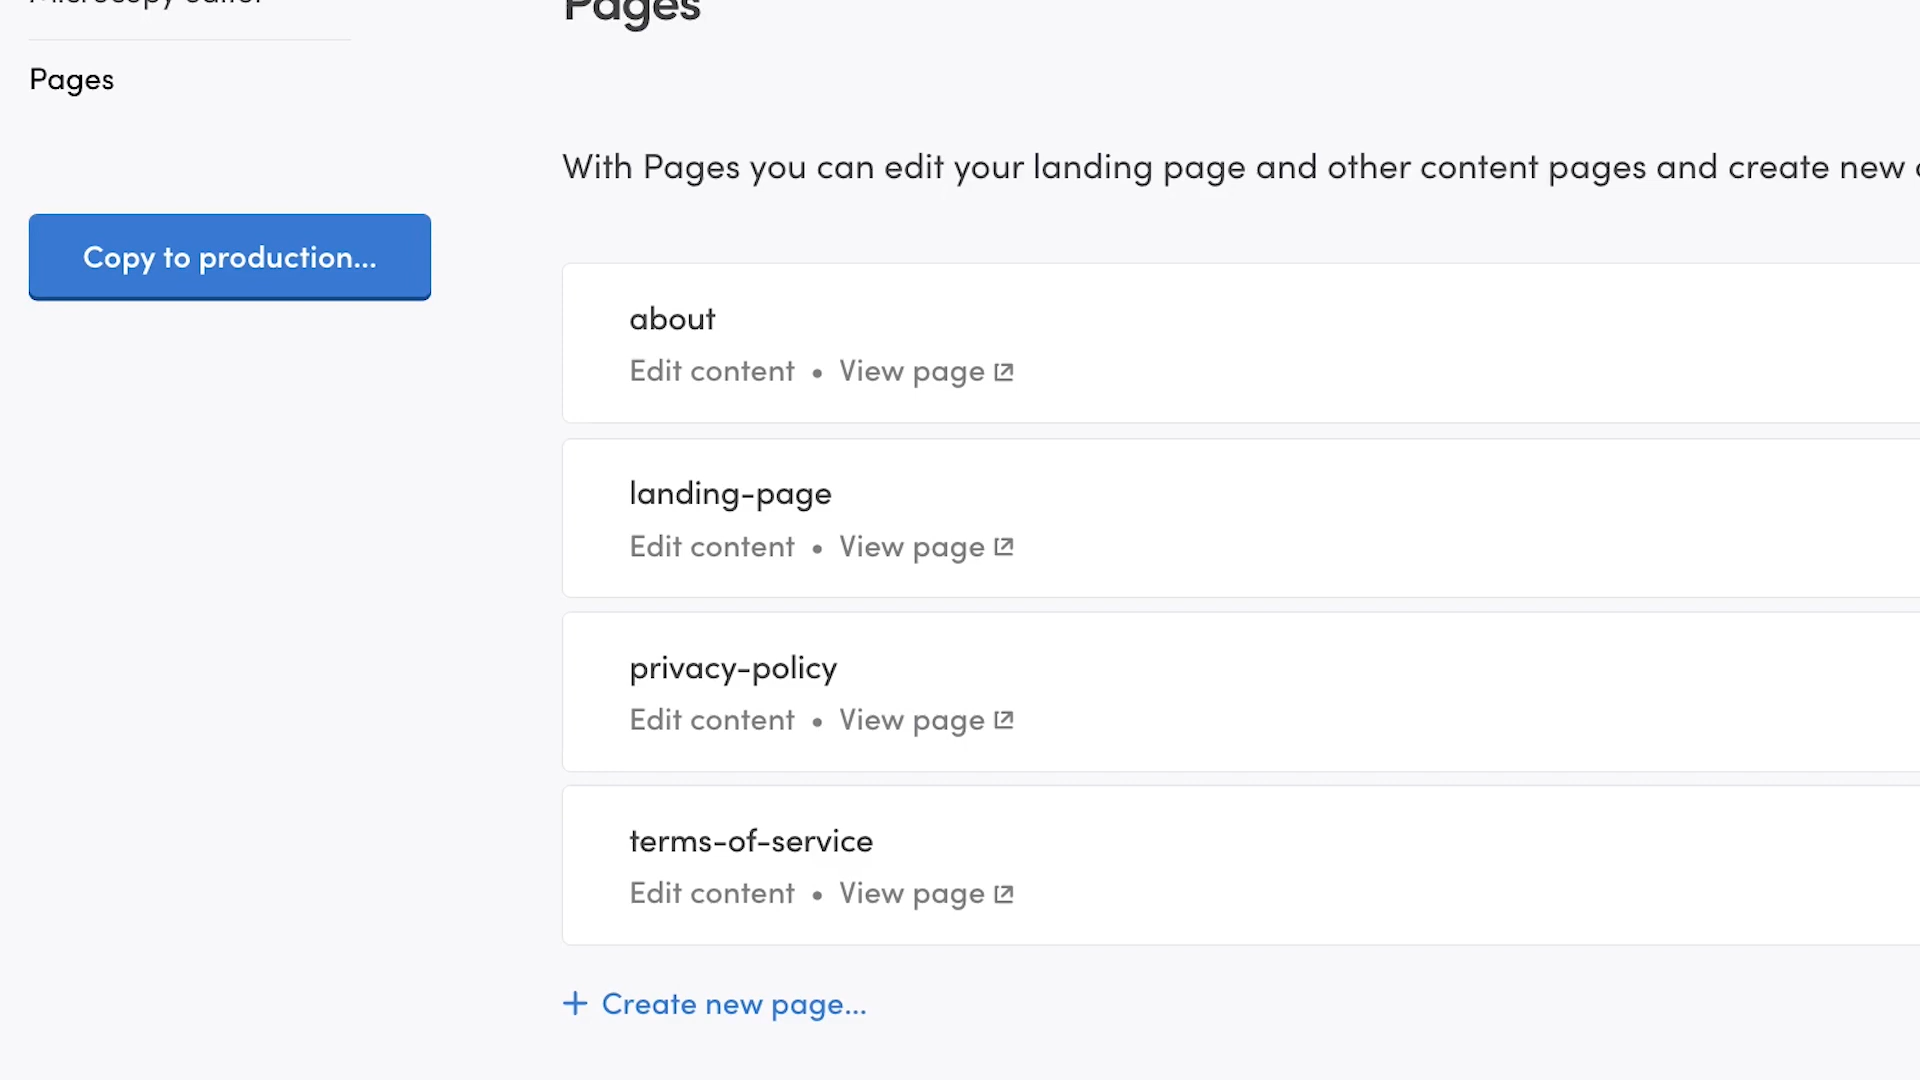 Microcopy editor
Pages
Copy to production...
Pages
With Pages you can edit your landing page and other content pages and create new
about
Edit content • View page
landing-page
Edit content • View page
privacy-policy
Edit content • View page
terms-of-service
Edit content • View page
+ Create new page...